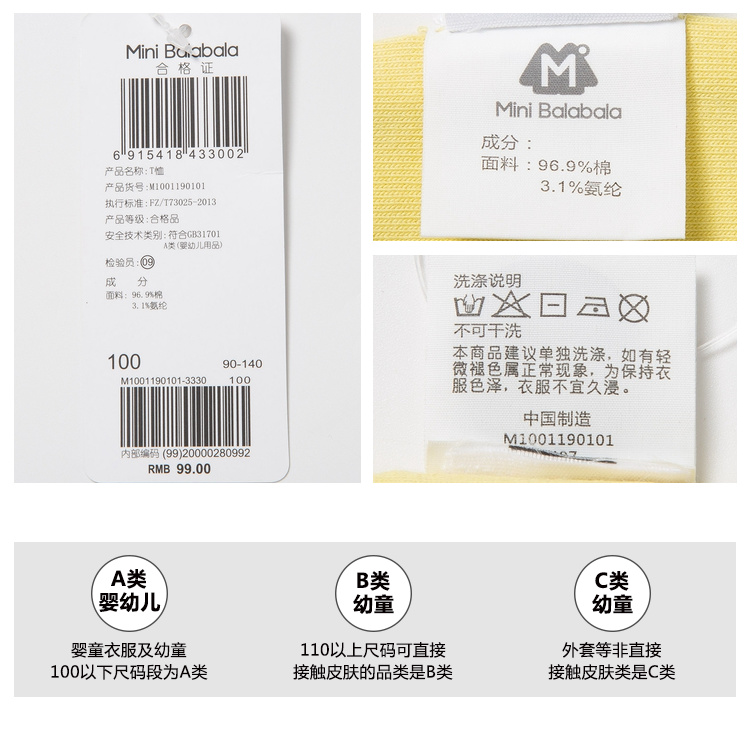 Mini Balabala
合格证
6 915418 433002
产品名称：T恤
产品货号：M1001190101
执行标准：FZ/T73025-2013
产品等级：合格品
安全技术类别：符合GB31701
A类(婴幼儿用品)
检验员：09
成 分
面料：96.9%棉
3.1%氨纶
100 90-140
M1001190101-3330 100
内部编码 (99)20000280992
RMB 99.00
M
Mini Balabala
成分：
面料：96.9%棉
3.1%氨纶
洗涤说明
不可干洗
本商品建议单独洗涤，如有轻
微褪色属正常现象，为保持衣
服色泽，衣服不宜久浸。
中国制造
M1001190101
A类
婴幼儿
婴童衣服及幼童
100以下尺码段为A类
B类
幼童
110以上尺码可直接
接触皮肤的品类是B类
C类
幼童
外套等非直接
接触皮肤类是C类